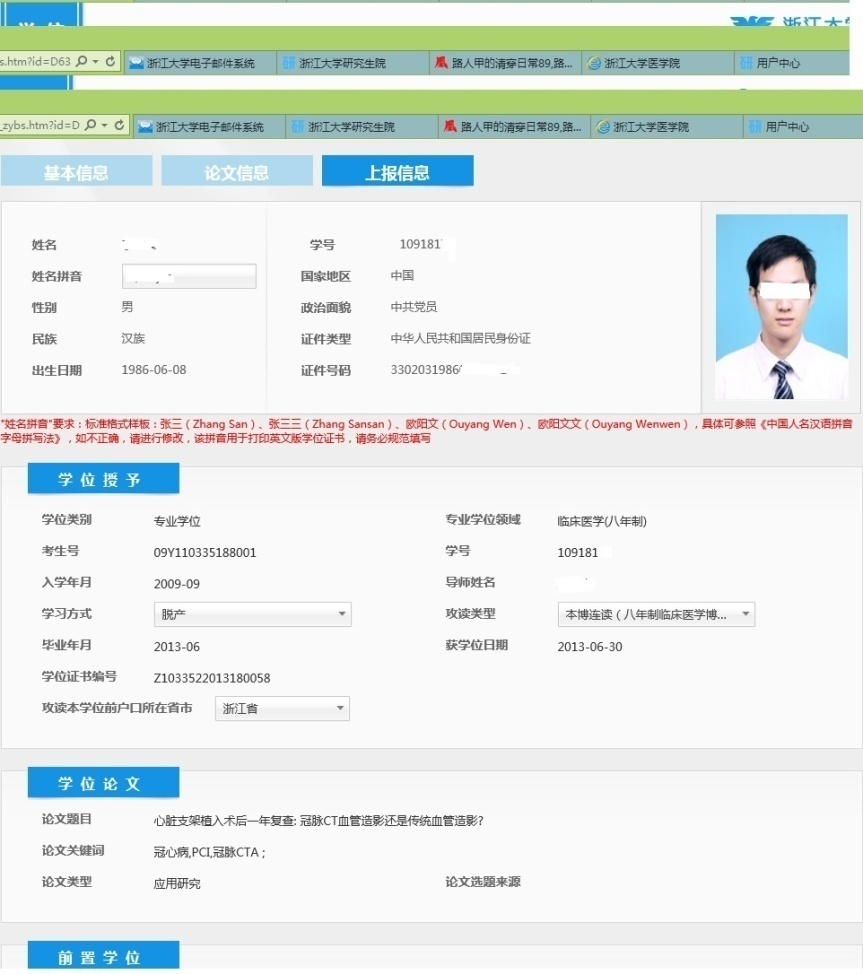 学 位
浙江大学
s.htm?id=D63
浙江大学电子邮件系统
浙江大学研究生院
路人甲的清穿日常89,路...
浙江大学医学院
用户中心
_zybs.htm?id=D
浙江大学电子邮件系统
浙江大学研究生院
路人甲的清穿日常89,路...
浙江大学医学院
用户中心
基本信息 论文信息 上报信息
姓名 学号 109181
姓名拼音 国家地区 中国
性别 男 政治面貌 中共党员
民族 汉族 证件类型 中华人民共和国居民身份证
出生日期 1986-06-08 证件号码 3302031986
"姓名拼音"要求：标准格式样板：张三（Zhang San）、张三三（Zhang Sansan）、欧阳文（Ouyang Wen）、欧阳文文（Ouyang Wenwen），具体可参照《中国人名汉语拼音
字母拼写法》，如不正确，请进行修改，该拼音用于打印英文版学位证书，请务必规范填写
学位授予
学位类别 专业学位 专业学位领域 临床医学(八年制)
考生号 09Y110335188001 学号 109181
入学年月 2009-09 导师姓名
学习方式 脱产 攻读类型 本博连读（八年制临床医学博...
毕业年月 2013-06 获学位日期 2013-06-30
学位证书编号 Z1033522013180058
攻读本学位前户口所在省市 浙江省
学位论文
论文题目 心脏支架植入术后一年复查: 冠脉CT血管造影还是传统血管造影?
论文关键词 冠心病,PCI,冠脉CTA；
论文类型 应用研究 论文选题来源
前置学位